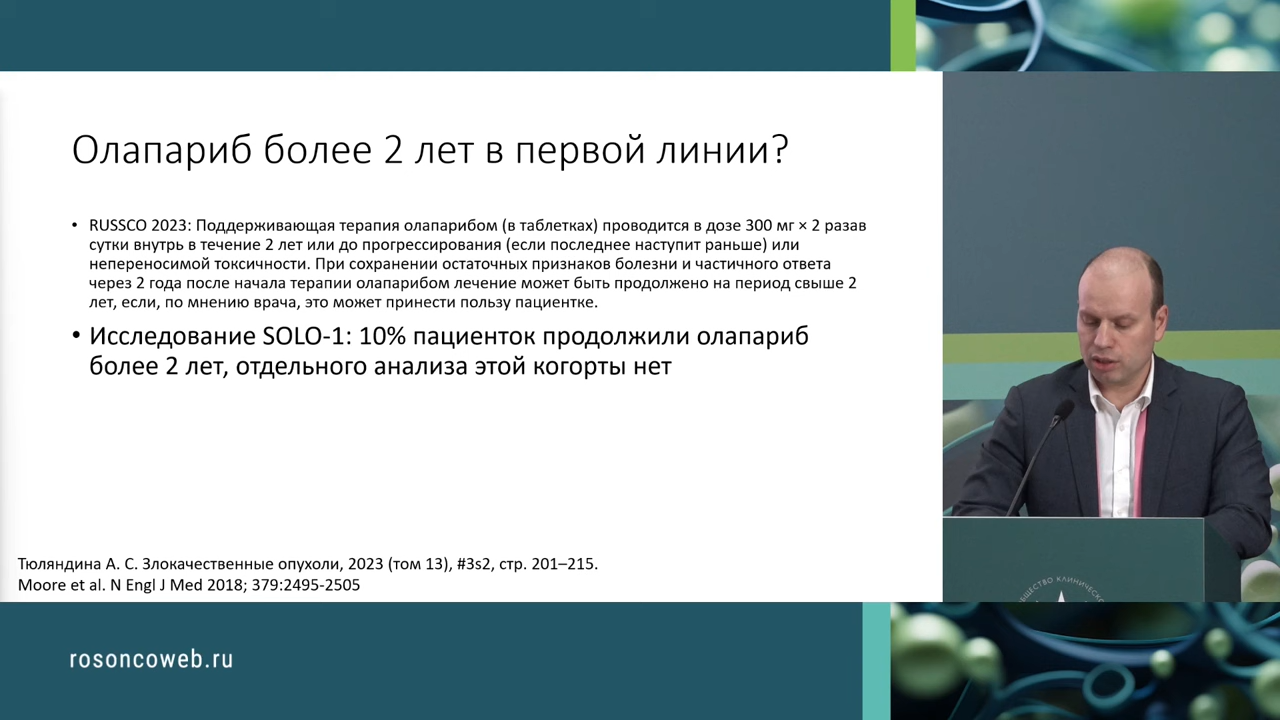 Олапариб более 2 лет в первой линии?
• RUSSCO 2023: Поддерживающая терапия олапарибом (в таблетках) проводится в дозе 300 мг × 2 разав
сутки внутрь в течение 2 лет или до прогрессирования (если последнее наступит раньше) или
непереносимой токсичности. При сохранении остаточных признаков болезни и частичного ответа
через 2 года после начала терапии олапарибом лечение может быть продолжено на период свыше 2
лет, если, по мнению врача, это может принести пользу пациентке.
• Исследование SOLO-1: 10% пациенток продолжили олапариб
более 2 лет, отдельного анализа этой когорты нет
Тюляндина А. С. Злокачественные опухоли, 2023 (том 13), #3s2, стр. 201–215.
Moore et al. N Engl J Med 2018; 379:2495-2505
rosoncoweb.ru